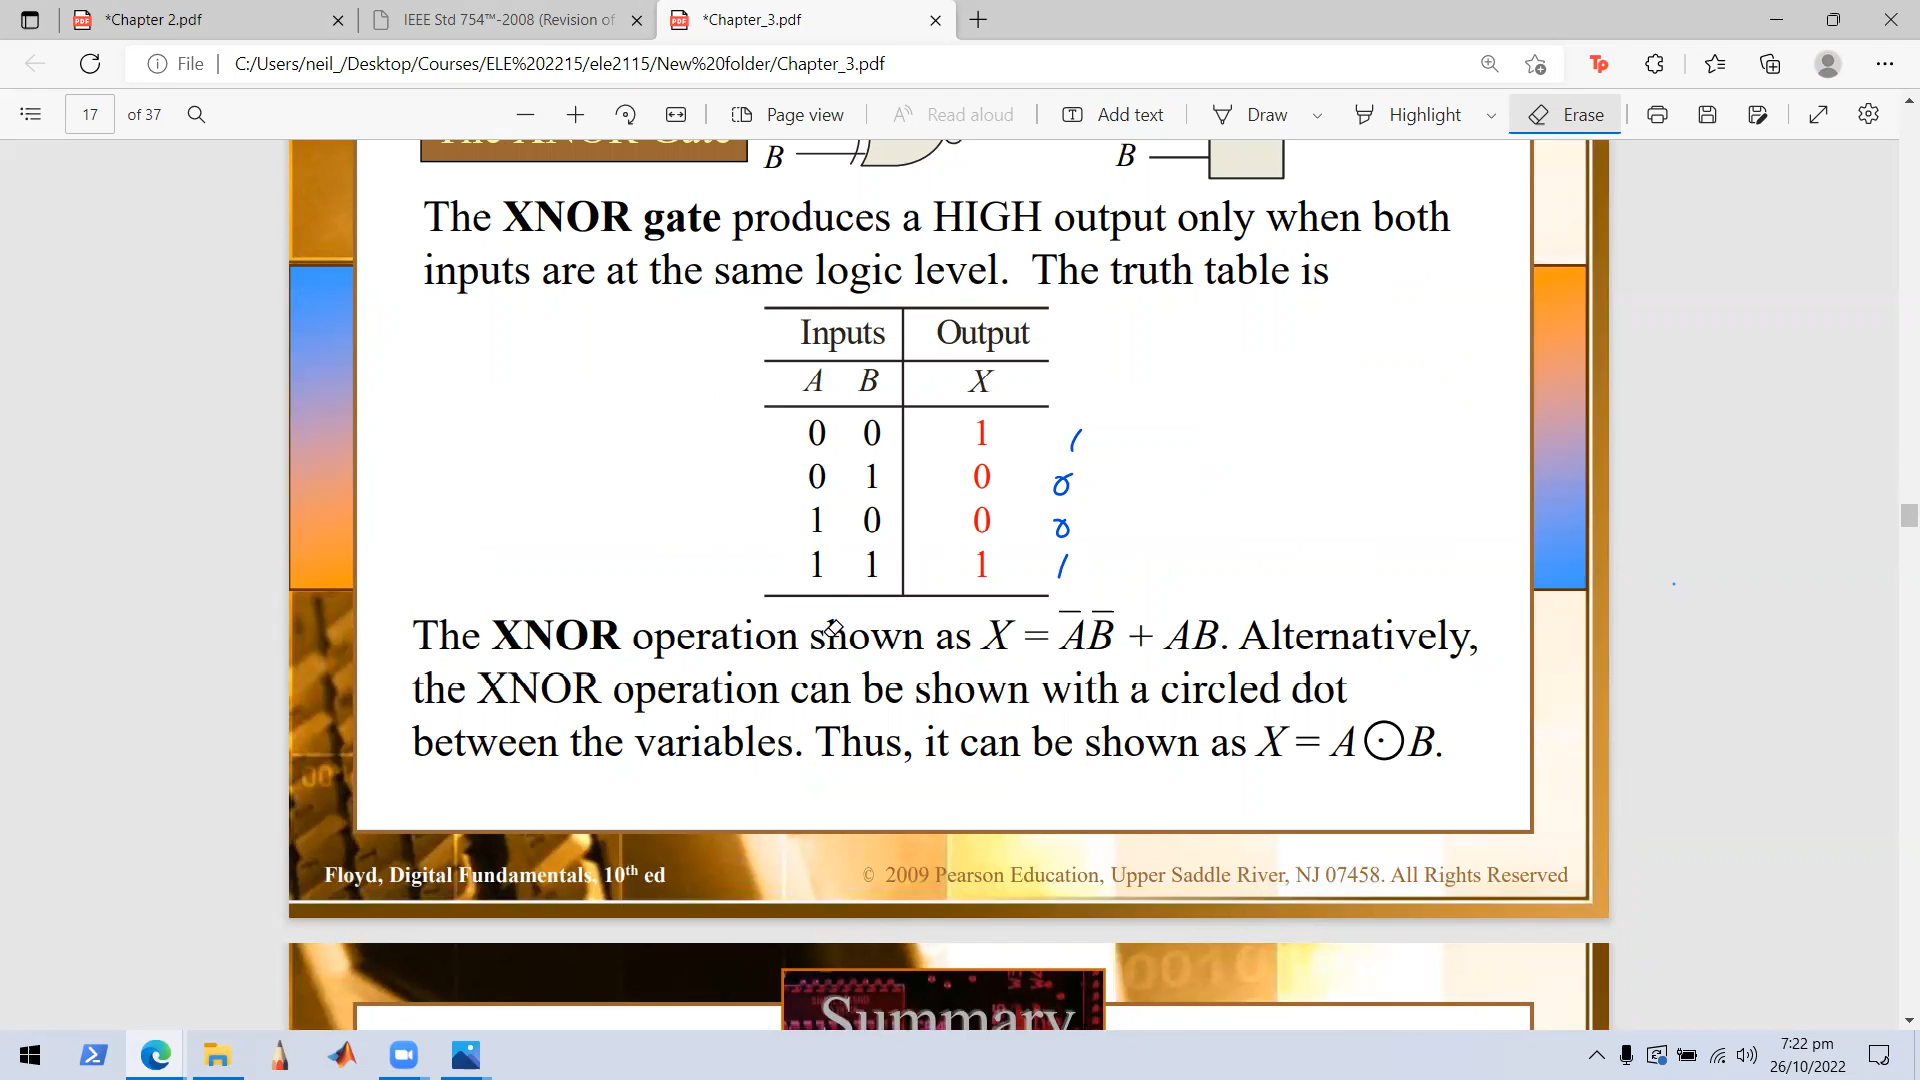 *Chapter 2.pdf
IEEE Std 754™-2008 (Revision of
*Chapter_3.pdf
File
C:/Users/neil_/Desktop/Courses/ELE%202215/ele2115/New%20folder/Chapter_3.pdf
17 of 37
Page view
Read aloud
Add text
Draw
Highlight
Erase
The XNOR Gate
B
B
The XNOR gate produces a HIGH output only when both
inputs are at the same logic level. The truth table is
Inputs Output
A B X
0 0 1 1
0 1 0 0
1 0 0 0
1 1 1 1
The XNOR operation shown as X = A̅B̅ + AB. Alternatively,
the XNOR operation can be shown with a circled dot
between the variables. Thus, it can be shown as X = A ⊙ B.
Floyd, Digital Fundamentals, 10th ed
© 2009 Pearson Education, Upper Saddle River, NJ 07458. All Rights Reserved
Summary
7:22 pm
26/10/2022